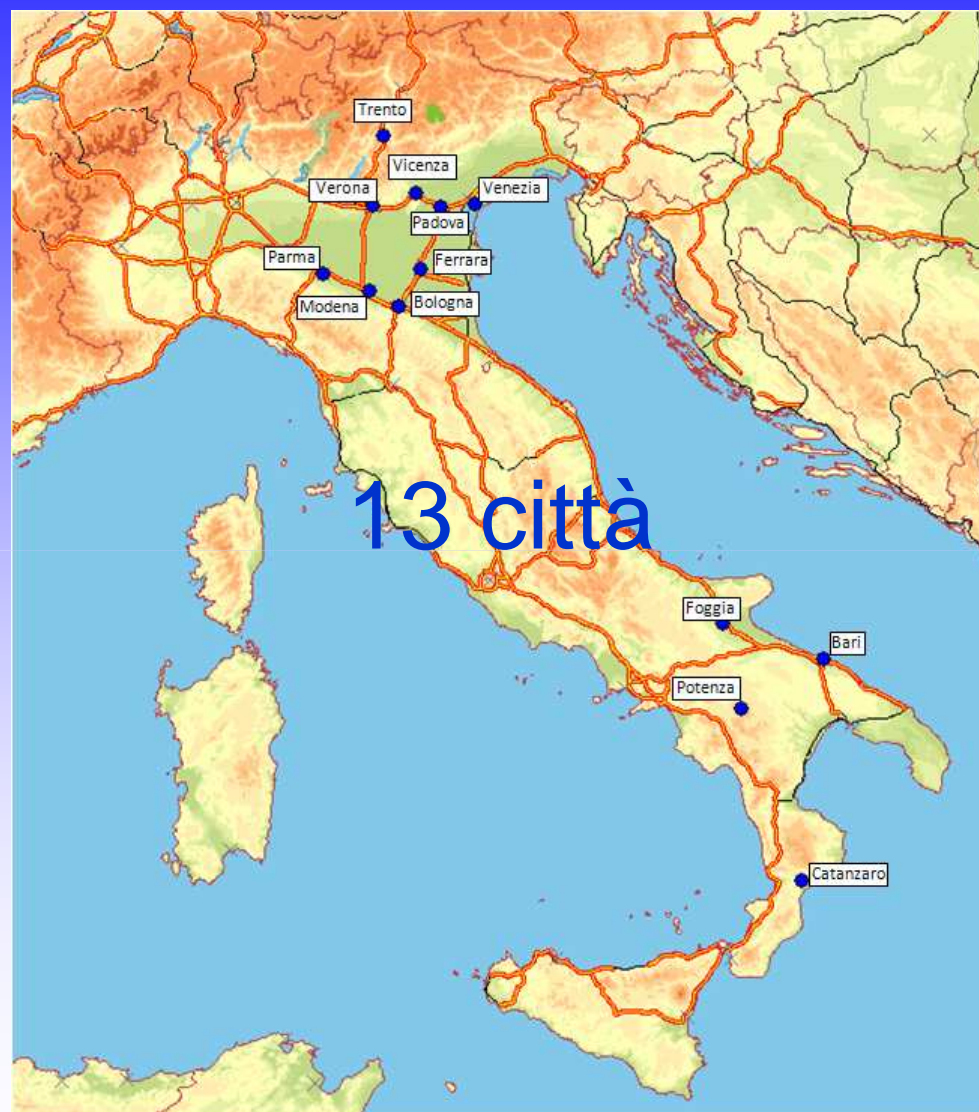 Trento
Vicenza
Verona
Venezia
Padova
Parma
Ferrara
Modena
Bologna
13 città
Foggia
Bari
Potenza
Catanzaro